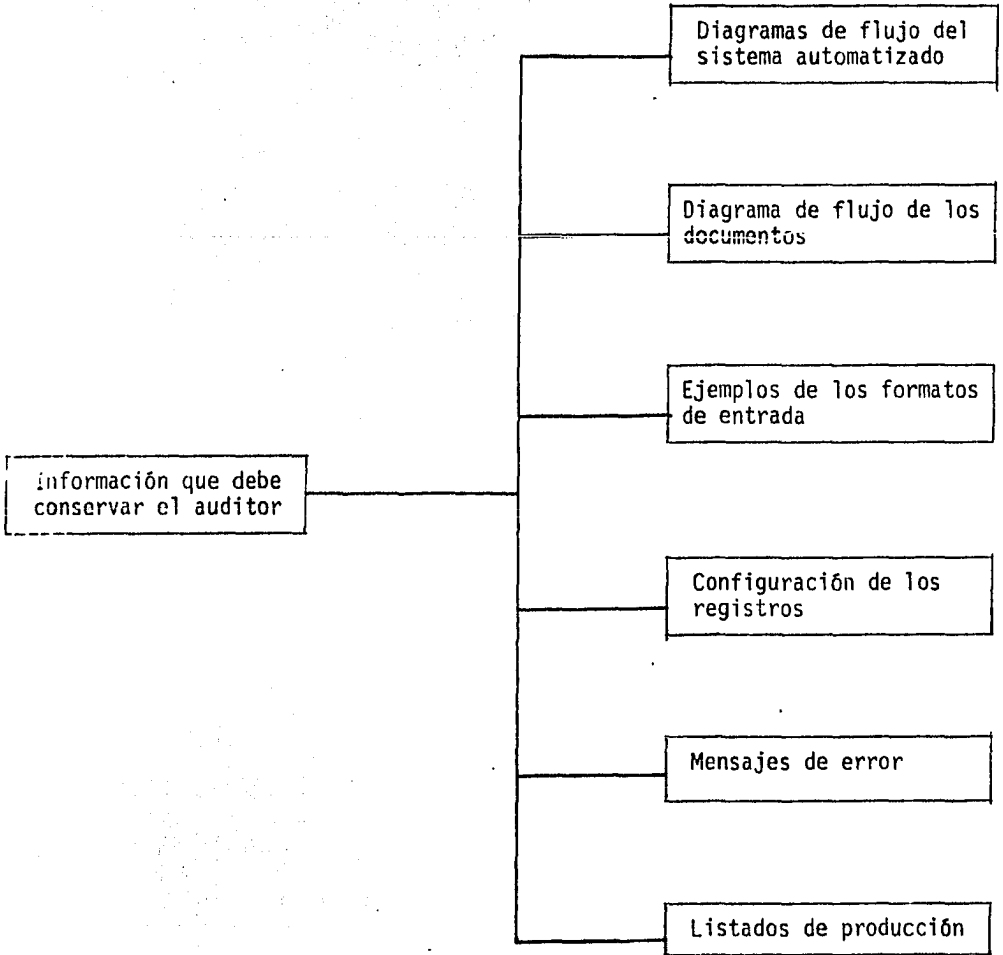 Diagramas de flujo del
sistema automatizado
Diagrama de flujo de los
documentos
Ejemplos de los formatos
de entrada
Información que debe
conservar el auditor
Configuración de los
registros
Mensajes de error
Listados de producción